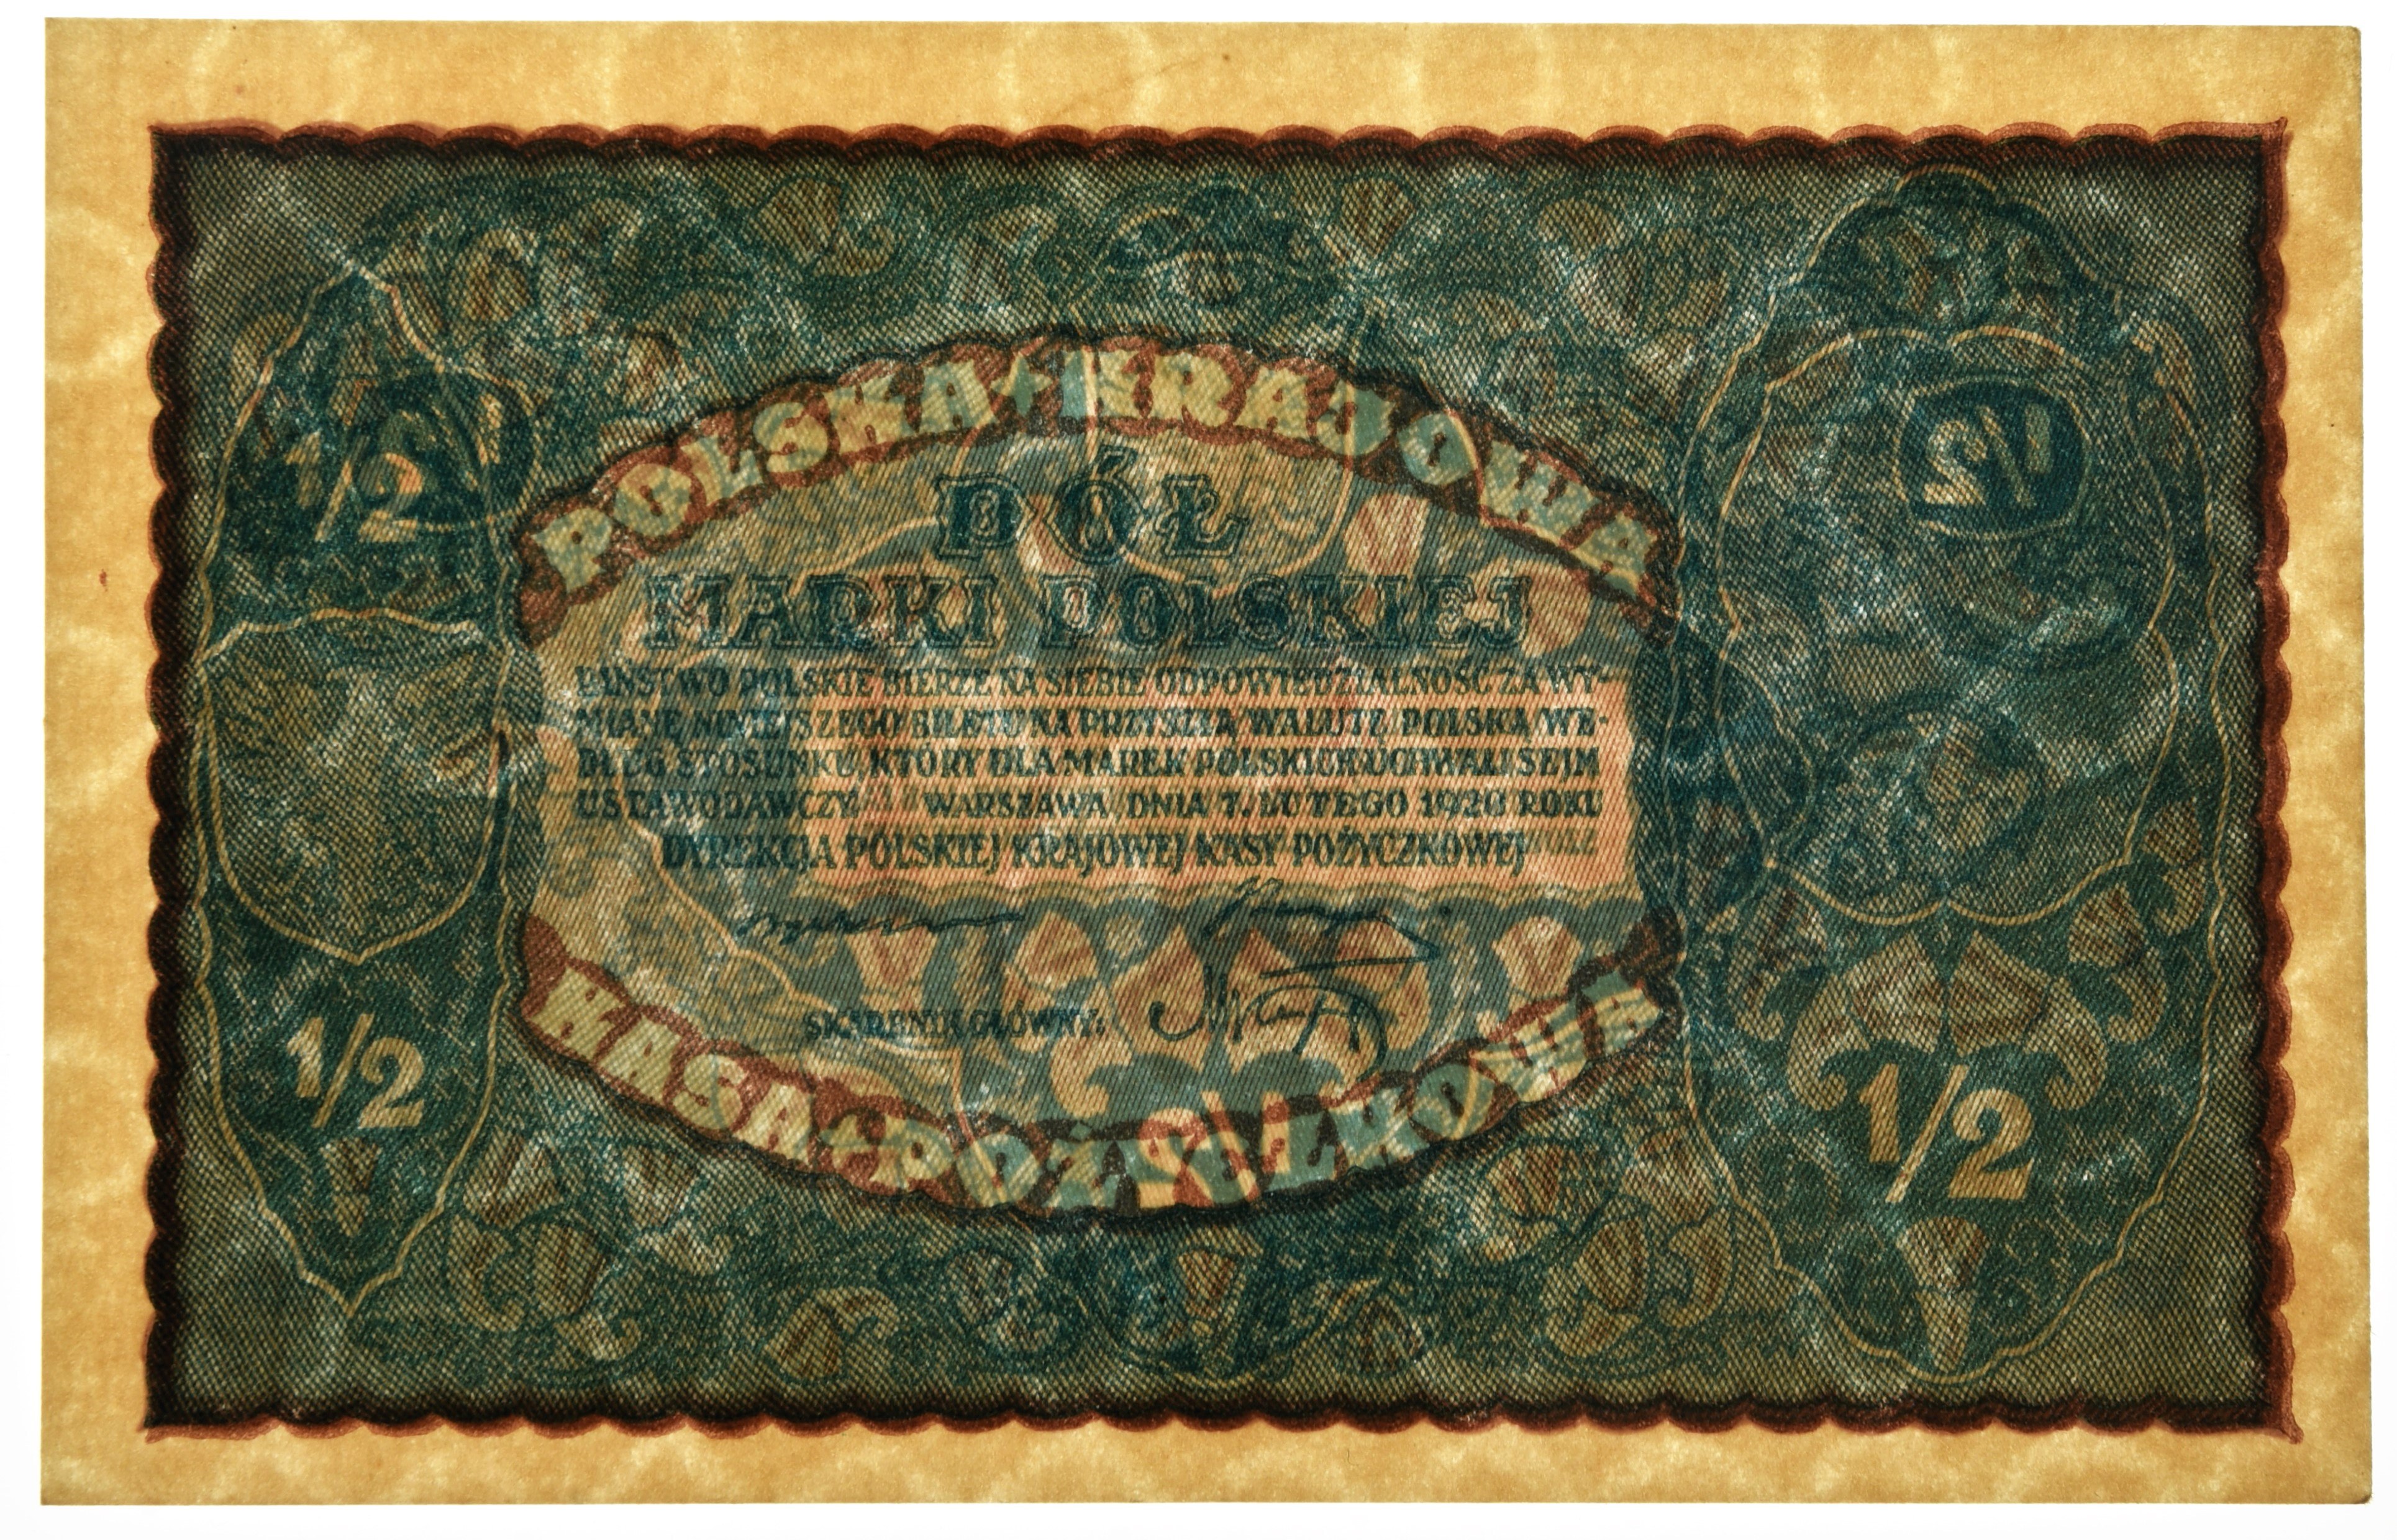 POLSKA + KRAJOWA
1/2
PÓŁ
MARKI POLSKIEJ
PAŃSTWO POLSKIE BIERZE NA SIEBIE ODPOWIEDZIALNOŚĆ ZA WY-
MIANĘ NINIEJSZEGO BILETU NA PRZYSZŁĄ WALUTĘ POLSKĄ WE-
DŁUG STOSUNKU, KTÓRY DLA MAREK POLSKICH UCHWALI SEJM
USTAWODAWCZY WARSZAWA, DNIA 7. LUTEGO 1920 ROKU
DYREKCJA POLSKIEJ KRAJOWEJ KASY POŻYCZKOWEJ
SKARBNIK GŁÓWNY:
1/2
KASA + POŻYCZKOWA
1/2
1/2